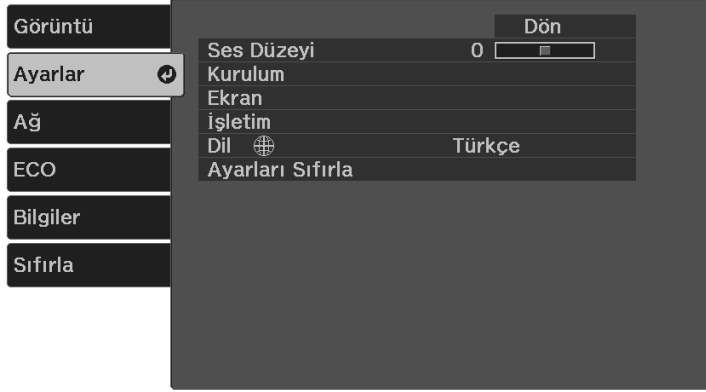 Görüntü
Ayarlar
Ağ
ECO
Bilgiler
Sıfırla
Dön
Ses Düzeyi 0
Kurulum
Ekran
İşletim
Dil Türkçe
Ayarları Sıfırla